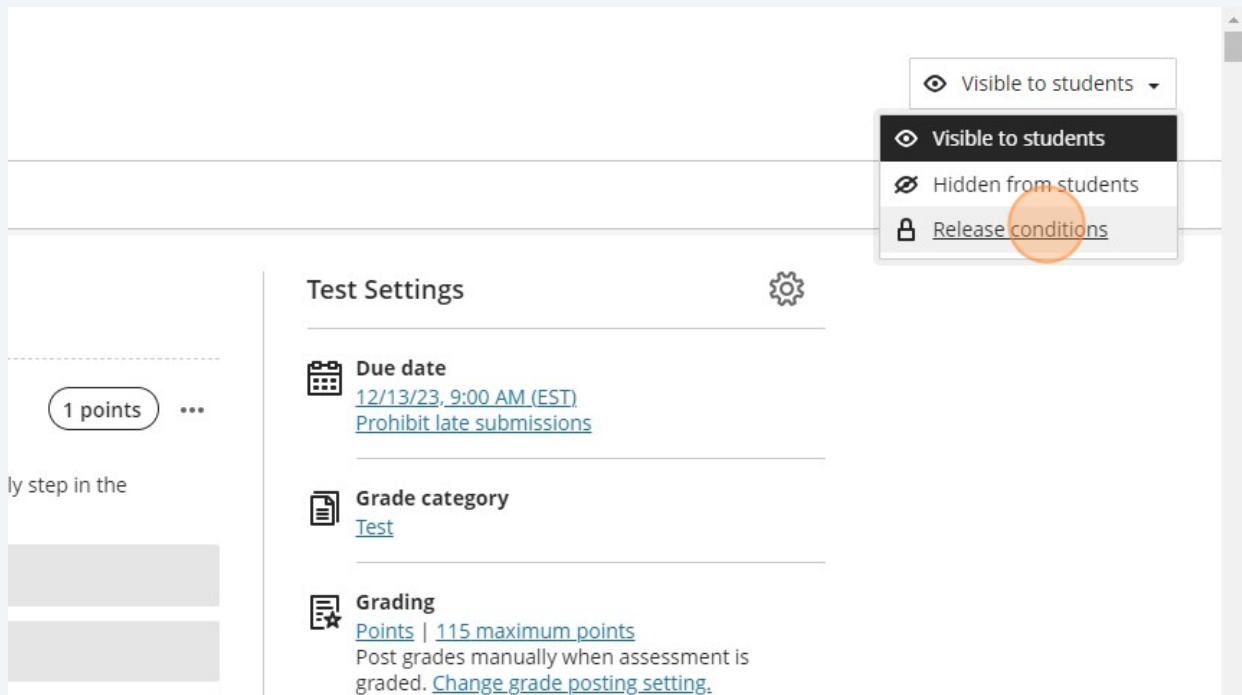 Visible to students
Visible to students
Hidden from students
Release conditions
Test Settings
Due date
12/13/23, 9:00 AM (EST)
Prohibit late submissions
1 points
ly step in the
Grade category
Test
Grading
Points | 115 maximum points
Post grades manually when assessment is
graded. Change grade posting setting.